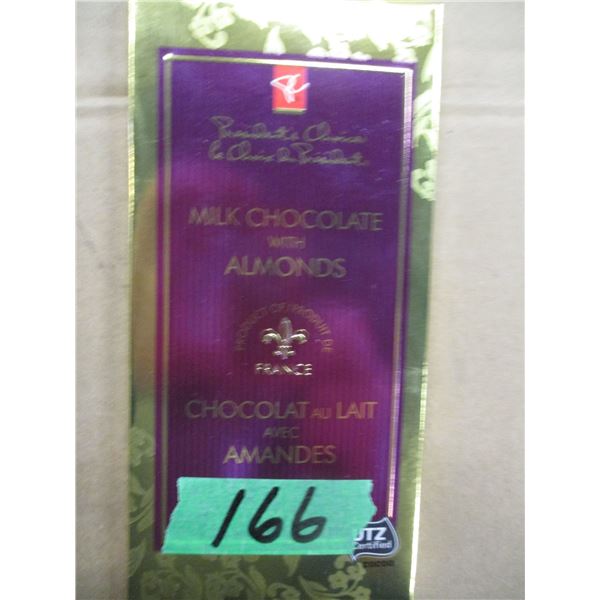 PC
President's Choice
le Choix du Président
MILK CHOCOLATE
WITH
ALMONDS
PRODUCT OF / PRODUIT DE
FRANCE
CHOCOLAT AU LAIT
AVEC
AMANDES
166
UTZ
Certified
cocoa